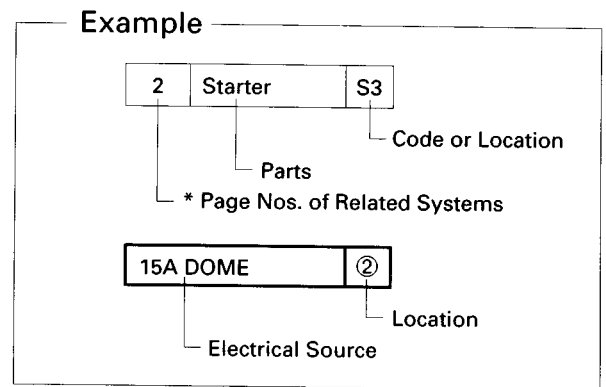 Example
2 Starter S3
Code or Location
Parts
* Page Nos. of Related Systems
15A DOME ②
Location
Electrical Source